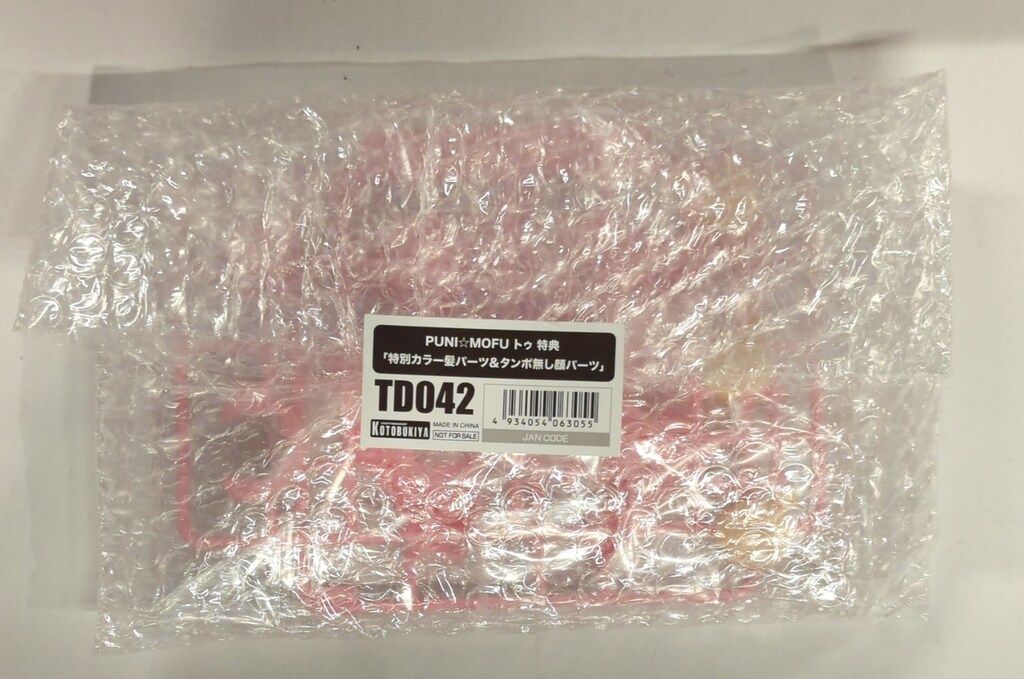 PUNI☆MOFU トゥ 特典
「特別カラー髪パーツ&タンポ無し顔パーツ」
TD042
4 934054 063055
KOTOBUKIYA
MADE IN CHINA
NOT FOR SALE
JAN CODE